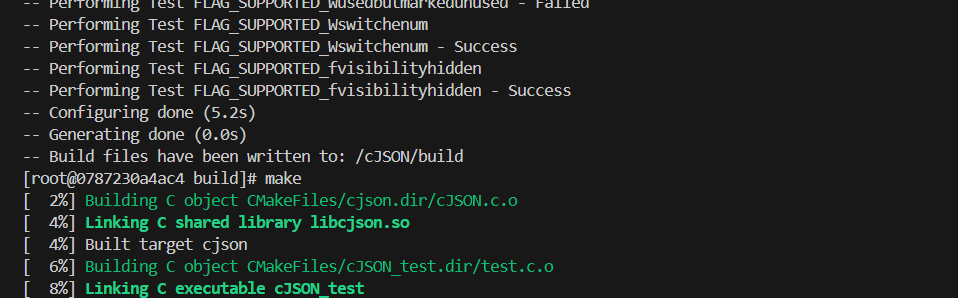 -- Performing Test FLAG_SUPPORTED_Wusedbutmarkedunused - Failed
-- Performing Test FLAG_SUPPORTED_Wswitchenum
-- Performing Test FLAG_SUPPORTED_Wswitchenum - Success
-- Performing Test FLAG_SUPPORTED_fvisibilityhidden
-- Performing Test FLAG_SUPPORTED_fvisibilityhidden - Success
-- Configuring done (5.2s)
-- Generating done (0.0s)
-- Build files have been written to: /cJSON/build
[root@0787230a4ac4 build]# make
[  2%] Building C object CMakeFiles/cjson.dir/cJSON.c.o
[  4%] Linking C shared library libcjson.so
[  4%] Built target cjson
[  6%] Building C object CMakeFiles/cJSON_test.dir/test.c.o
[  8%] Linking C executable cJSON_test